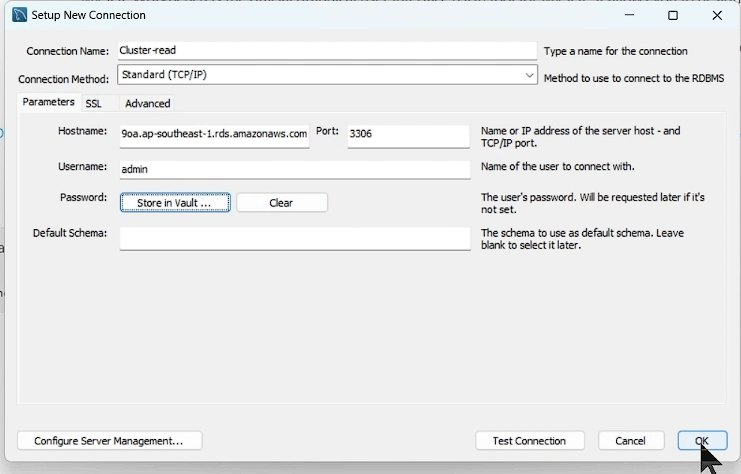 Setup New Connection
Connection Name: Cluster-read Type a name for the connection
Connection Method: Standard (TCP/IP) Method to use to connect to the RDBMS
Parameters SSL Advanced
Hostname: 9oa.ap-southeast-1.rds.amazonaws.com Port: 3306 Name or IP address of the server host - and
TCP/IP port.
Username: admin Name of the user to connect with.
Password: Store in Vault ... Clear The user's password. Will be requested later if it's
not set.
Default Schema: The schema to use as default schema. Leave
blank to select it later.
Configure Server Management... Test Connection Cancel OK